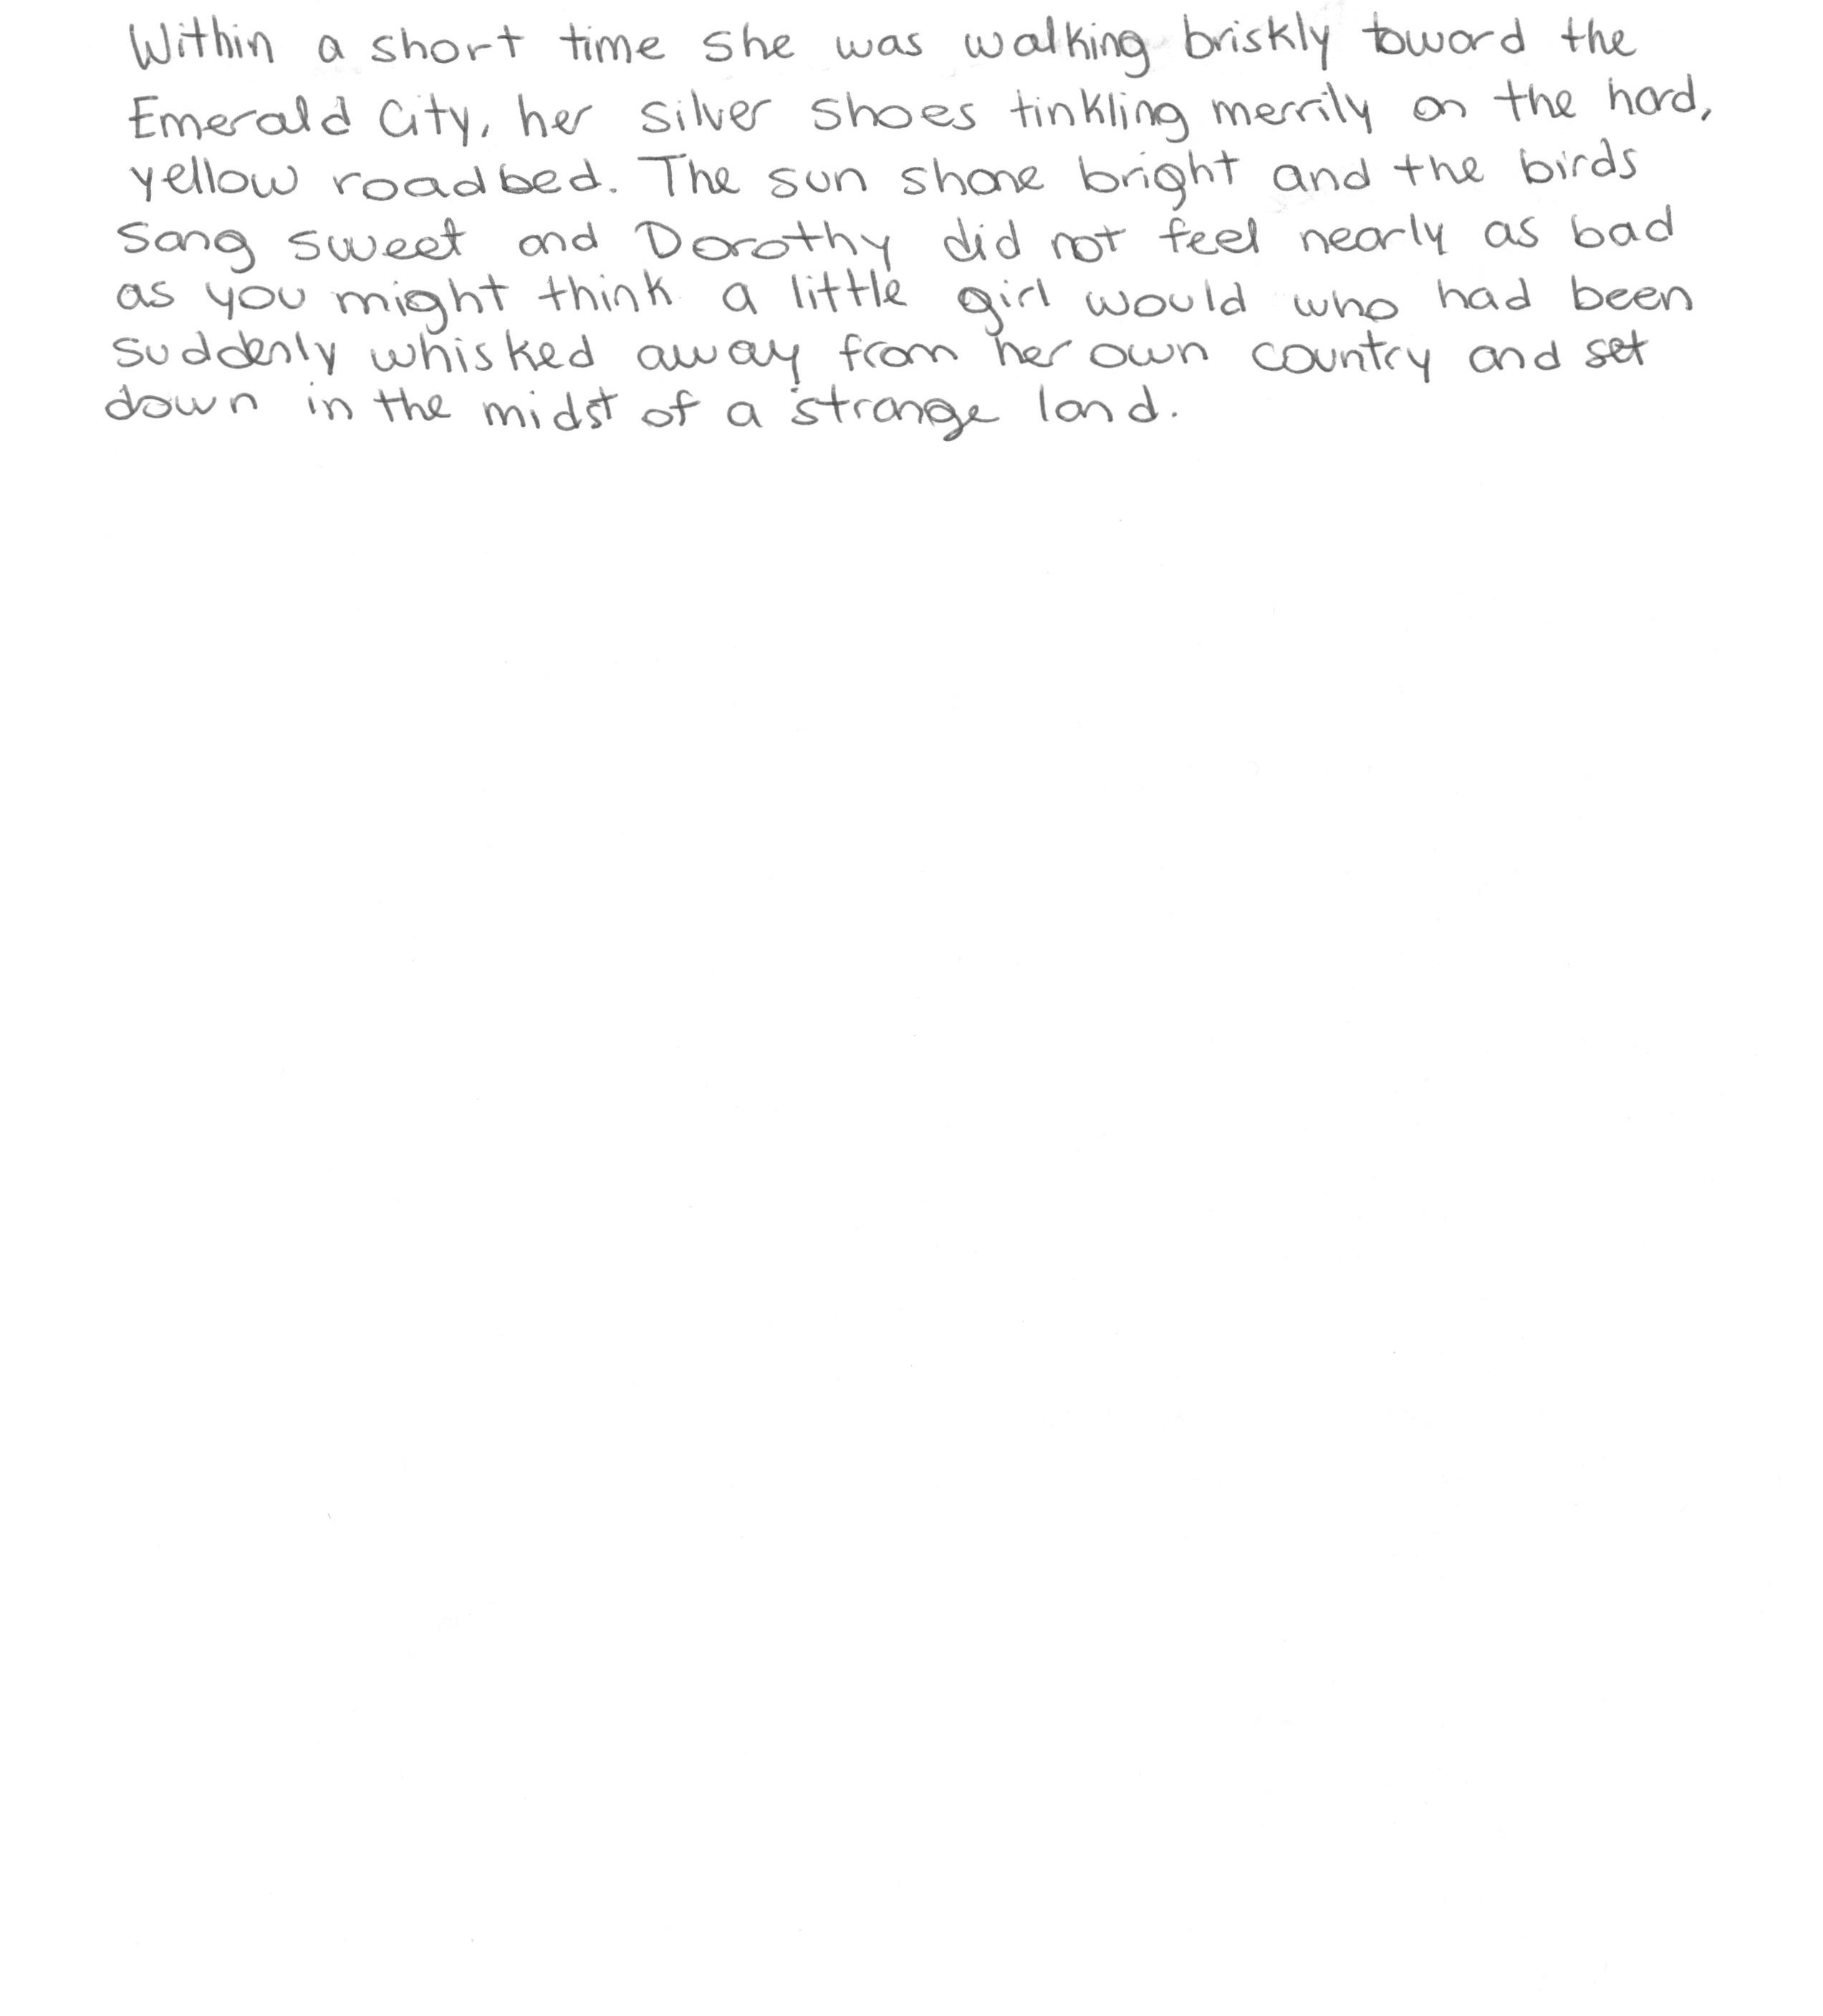 Within a short time she was walking briskly toward the
Emerald City, her silver shoes tinkling merrily on the hard,
yellow roadbed. The sun shone bright and the birds
sang sweet and Dorothy did not feel nearly as bad
as you might think a little girl would who had been
suddenly whisked away from her own country and set
down in the midst of a strange land.